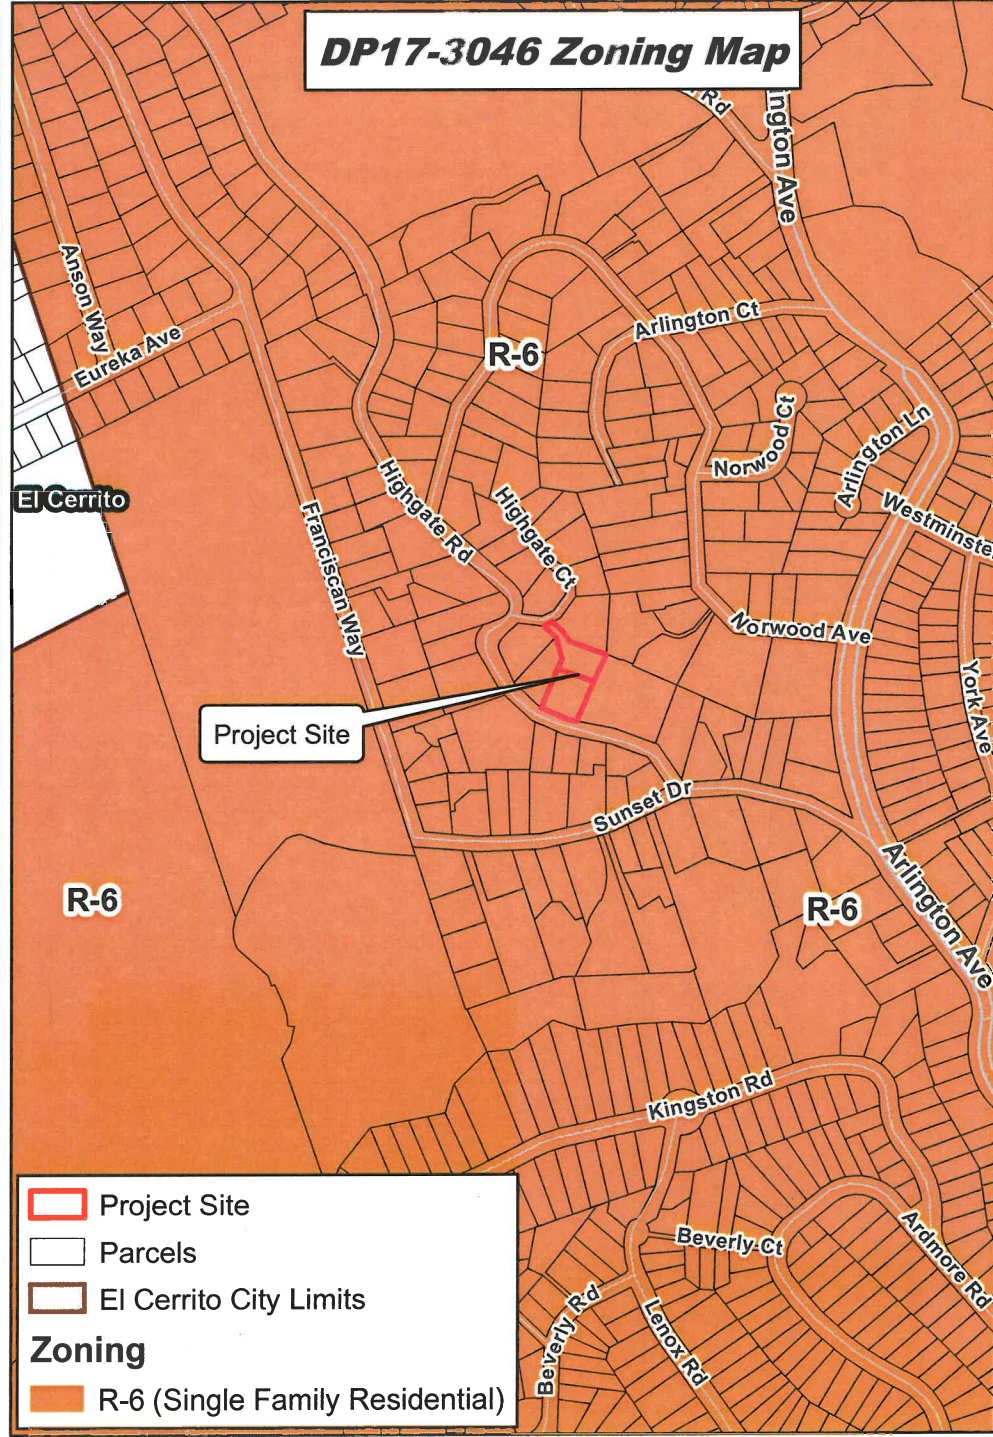 DP17-3046 Zoning Map
Rd
ington Ave
Anson Way
Eureka Ave
Arlington Ct
R-6
Norwood Ct
Arlington Ln
El Cerrito
Highgate Rd
Highgate Ct
Westminste
Franciscan Way
Norwood Ave
York Ave
Project Site
Sunset Dr
R-6
R-6
Arlington Ave
Kingston Rd
Beverly Ct
Ardmore Rd
Beverly Rd
Lenox Rd
Project Site
Parcels
El Cerrito City Limits
Zoning
R-6 (Single Family Residential)